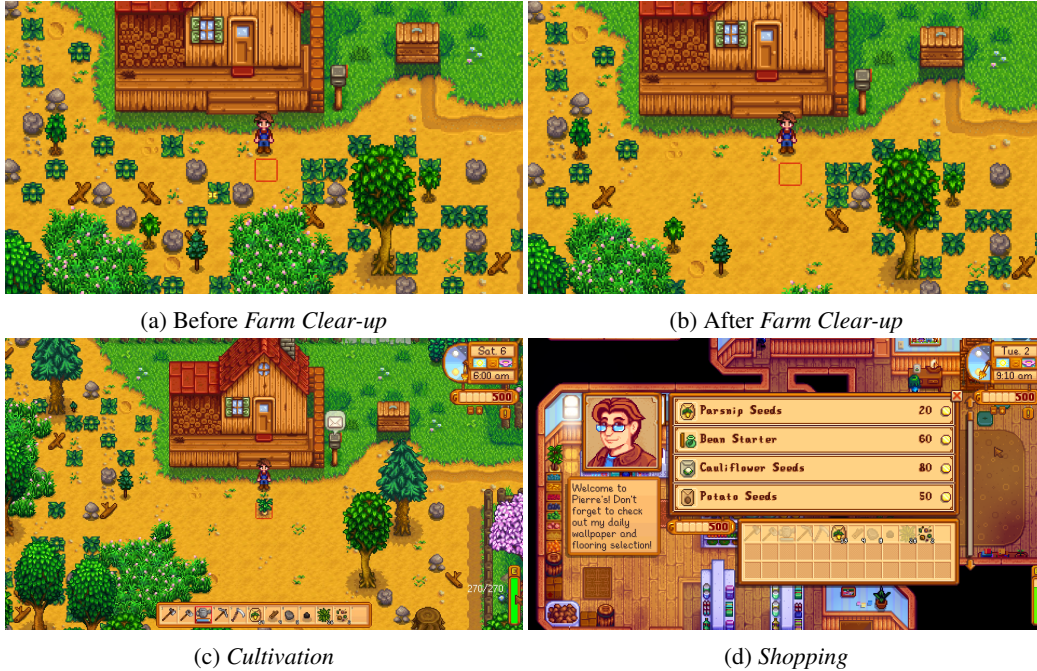 (a) Before Farm Clear-up
(b) After Farm Clear-up
Sat. 6
6:00 am
500
270/270
(c) Cultivation
Tue. 2
9:10 am
500
Parsnip Seeds 20
Bean Starter 60
Cauliflower Seeds 80
Potato Seeds 50
Welcome to
Pierre's! Don't
forget to check
out my daily
wallpaper and
flooring selection!
500
(d) Shopping